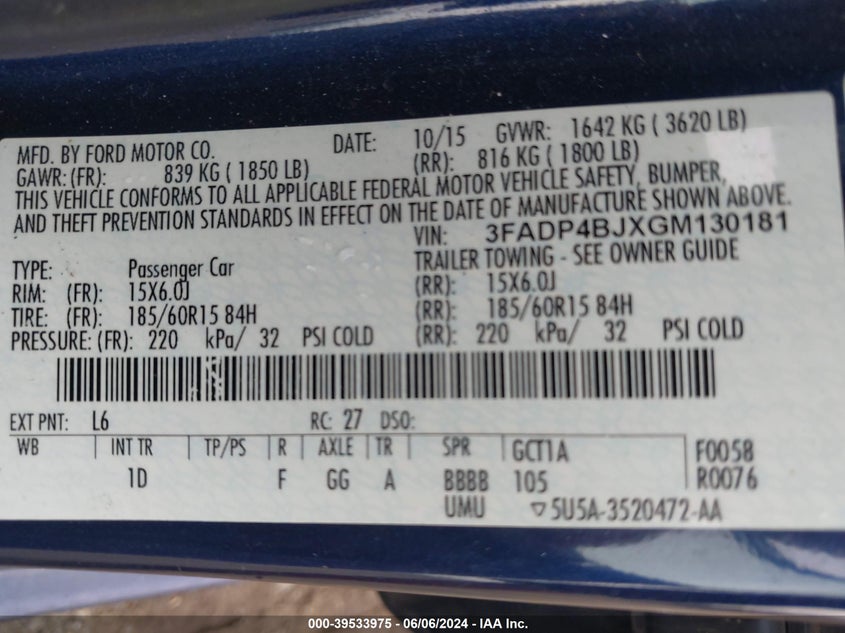 MFD. BY FORD MOTOR CO. DATE: 10/15 GVWR: 1642 KG ( 3620 LB)
GAWR: (FR): 839 KG ( 1850 LB) (RR): 816 KG ( 1800 LB)
THIS VEHICLE CONFORMS TO ALL APPLICABLE FEDERAL MOTOR VEHICLE SAFETY, BUMPER,
AND THEFT PREVENTION STANDARDS IN EFFECT ON THE DATE OF MANUFACTURE SHOWN ABOVE.
VIN: 3FADP4BJXGM130181
TYPE: Passenger Car TRAILER TOWING - SEE OWNER GUIDE
RIM: (FR): 15X6.0J (RR): 15X6.0J
TIRE: (FR): 185/60R15 84H (RR): 185/60R15 84H
PRESSURE: (FR): 220 kPa/ 32 PSI COLD (RR): 220 kPa/ 32 PSI COLD
EXT PNT: L6 RC: 27 DSO:
WB INT TR TP/PS R AXLE TR SPR GCT1A F0058
1D F GG A BBBB 105 R0076
UMU ▽5U5A-3520472-AA
000-39533975 - 06/06/2024 - IAA Inc.